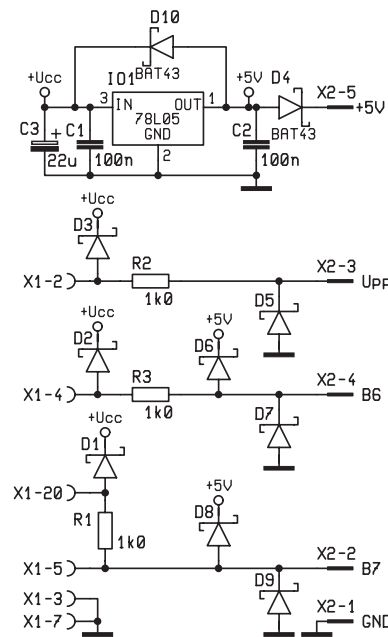 D10
+Ucc
IO1
BAT43
+5V
D4
X2-5
3
IN
OUT
1
+5V
78L05
C3
+
C1
GND
C2
BAT43
22u
100n
2
100n
+Ucc
D3
R2
X2-3
X1-2
UPP
1k0
D5
+Ucc
+5V
D2
D6
R3
X2-4
X1-4
B6
1k0
D7
+Ucc
D1
X1-20
+5V
R1
D8
1k0
X2-2
X1-5
B7
D9
X1-3
X2-1
X1-7
GND